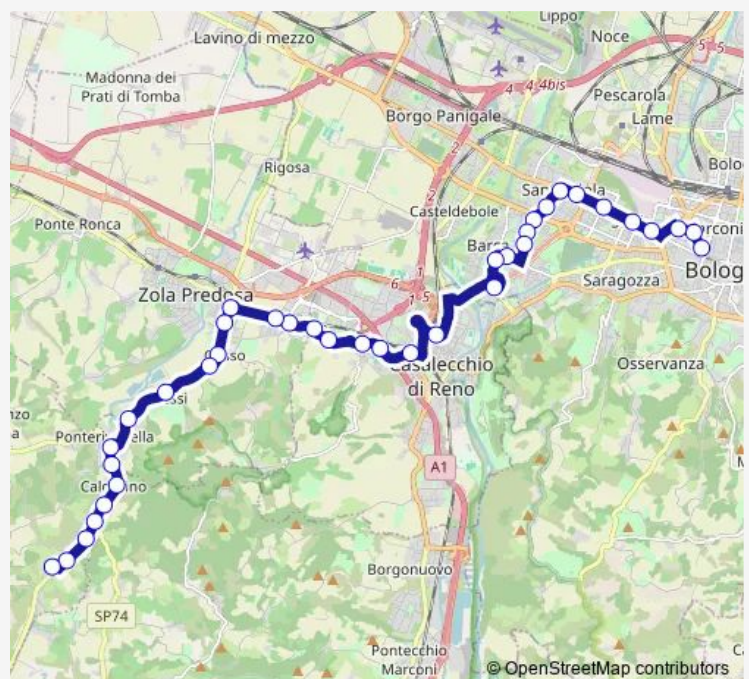 Lippo
Lavino di mezzo
Noce
5
5
4
4-4bis
Madonna dei
Prati di Tomba
Pescarola
Lame
Borgo Panigale
2
Rigosa
2
Casteldebole
Ponte Ronca
Barca
6
1
Saragozza
Bolog
Zola Predosa
1
5
Casalecchio
di Reno
Osservanza
A1
Borgonuovo
SP74
Pontecchio
Marconi
© OpenStreetMap contributors